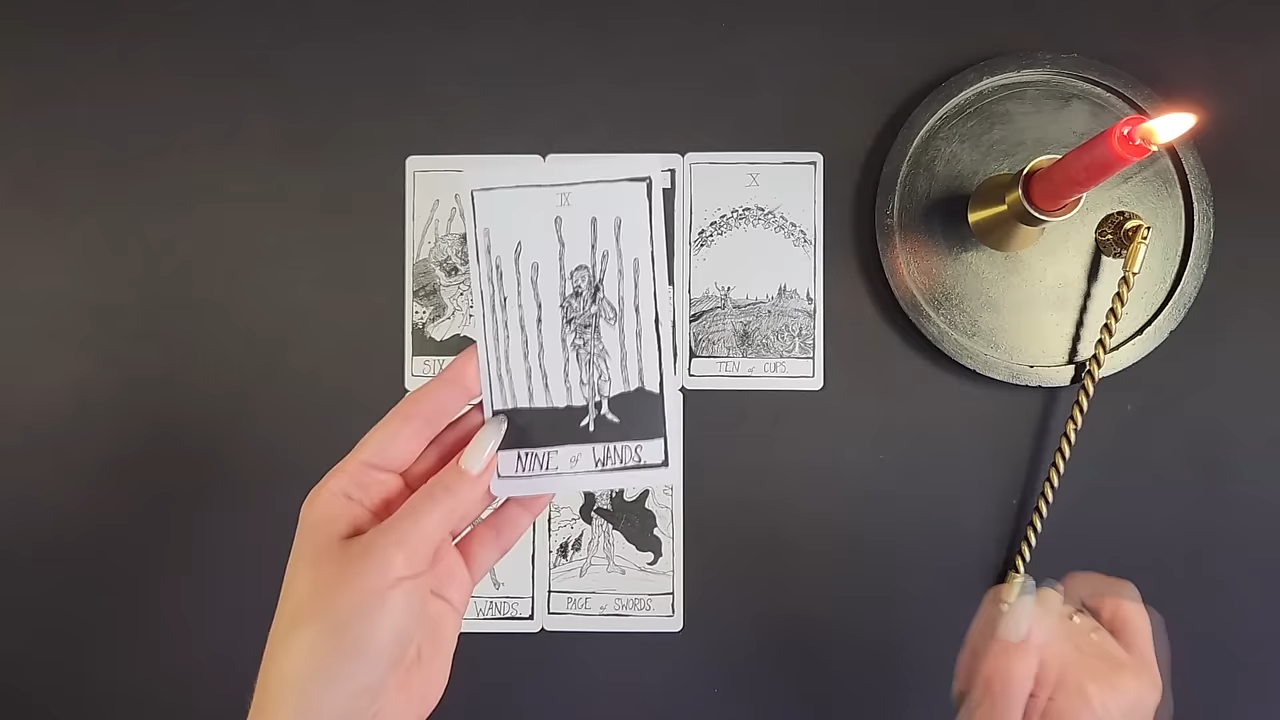 IX
X
SIX
TEN of CUPS.
NINE of WANDS.
WANDS.
PAGE of SWORDS.